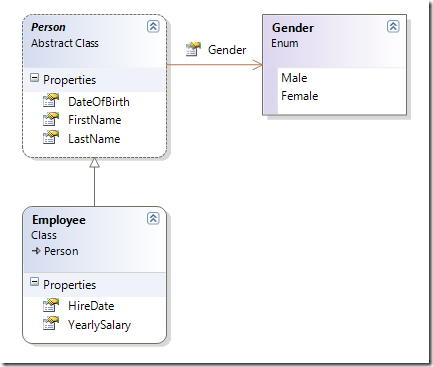 Person
Abstract Class
Properties
DateOfBirth
FirstName
LastName
Gender
Gender
Enum
Male
Female
Employee
Class
Person
Properties
HireDate
YearlySalary